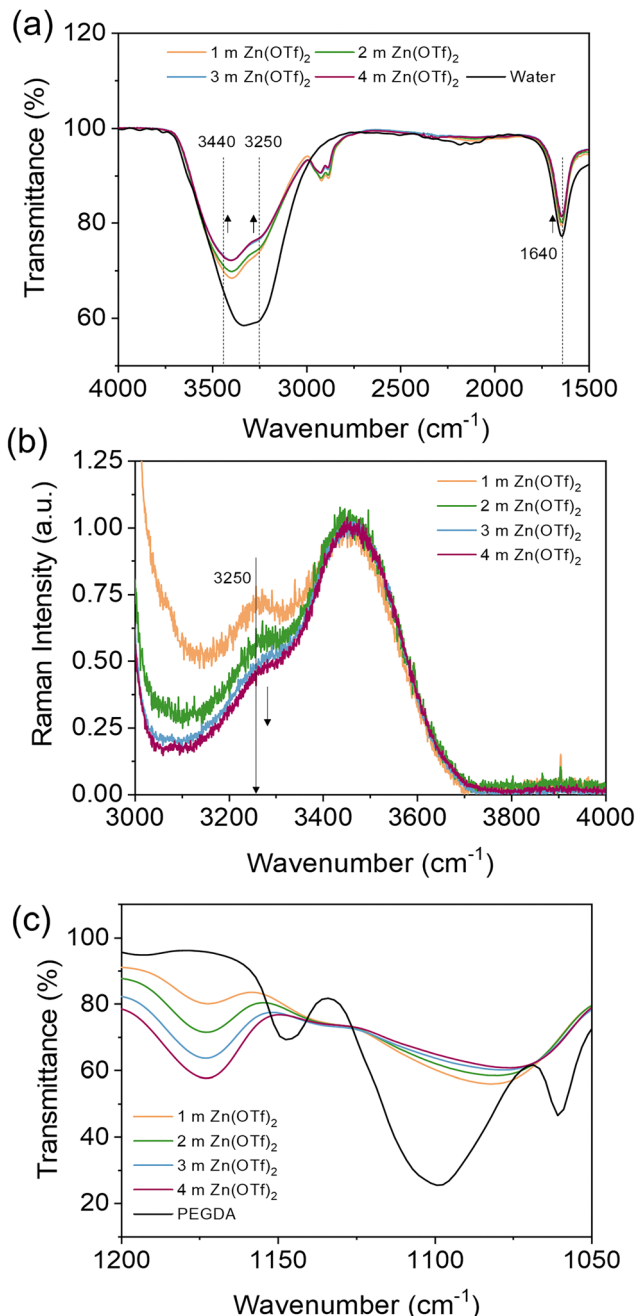 (a)
1 m Zn(OTf)2 2 m Zn(OTf)2
3 m Zn(OTf)2 4 m Zn(OTf)2 Water
120
100
80
60
3440 3250
1640
Transmittance (%)
4000 3500 3000 2500 2000 1500
Wavenumber (cm-1)
(b)
1.25
1.00
0.75
0.50
0.25
0.00
1 m Zn(OTf)2
2 m Zn(OTf)2
3 m Zn(OTf)2
4 m Zn(OTf)2
3250
Raman Intensity (a.u.)
3000 3200 3400 3600 3800 4000
Wavenumber (cm-1)
(c)
100
80
60
40
20
1 m Zn(OTf)2
2 m Zn(OTf)2
3 m Zn(OTf)2
4 m Zn(OTf)2
PEGDA
Transmittance (%)
1200 1150 1100 1050
Wavenumber (cm-1)